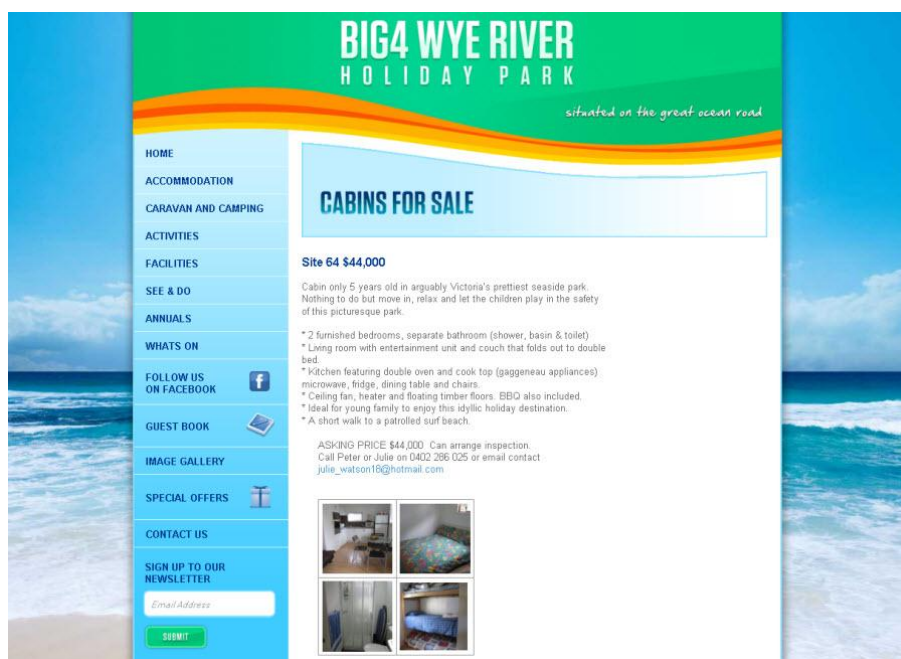 BIG4 WYE RIVER
HOLIDAY PARK
situated on the great ocean road
HOME
ACCOMMODATION
CARAVAN AND CAMPING
ACTIVITIES
FACILITIES
SEE & DO
ANNUALS
WHATS ON
FOLLOW US
ON FACEBOOK
f
GUEST BOOK
IMAGE GALLERY
SPECIAL OFFERS
CONTACT US
SIGN UP TO OUR
NEWSLETTER
Email Address
SUBMIT
CABINS FOR SALE
Site 64 $44,000
Cabin only 5 years old in arguably Victoria's prettiest seaside park.
Nothing to do but move in, relax and let the children play in the safety
of this picturesque park.
* 2 furnished bedrooms, separate bathroom (shower, basin & toilet)
* Living room with entertainment unit and couch that folds out to double
bed.
* Kitchen featuring double oven and cook top (gaggeneau appliances)
microwave, fridge, dining table and chairs.
* Ceiling fan, heater and floating timber floors. BBQ also included.
* Ideal for young family to enjoy this idyllic holiday destination.
* A short walk to a patrolled surf beach.
ASKING PRICE $44,000 Can arrange inspection.
Call Peter or Julie on 0402 286 025 or email contact
julie_watson18@hotmail.com